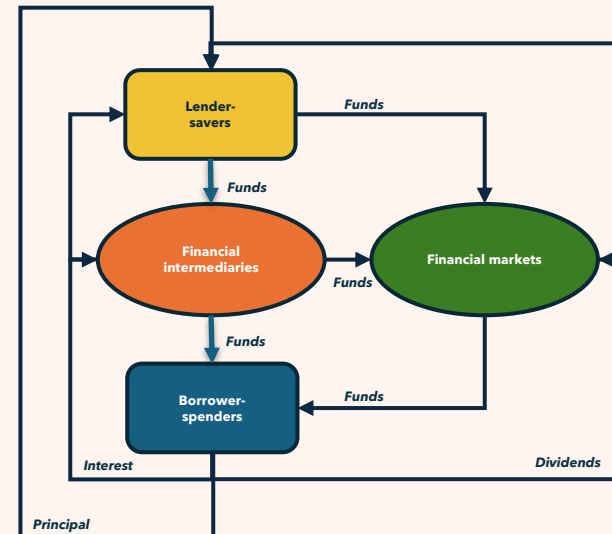 Lender-
savers
Funds
Funds
Financial
intermediaries
Funds
Financial markets
Funds
Borrower-
spenders
Funds
Interest
Dividends
Principal